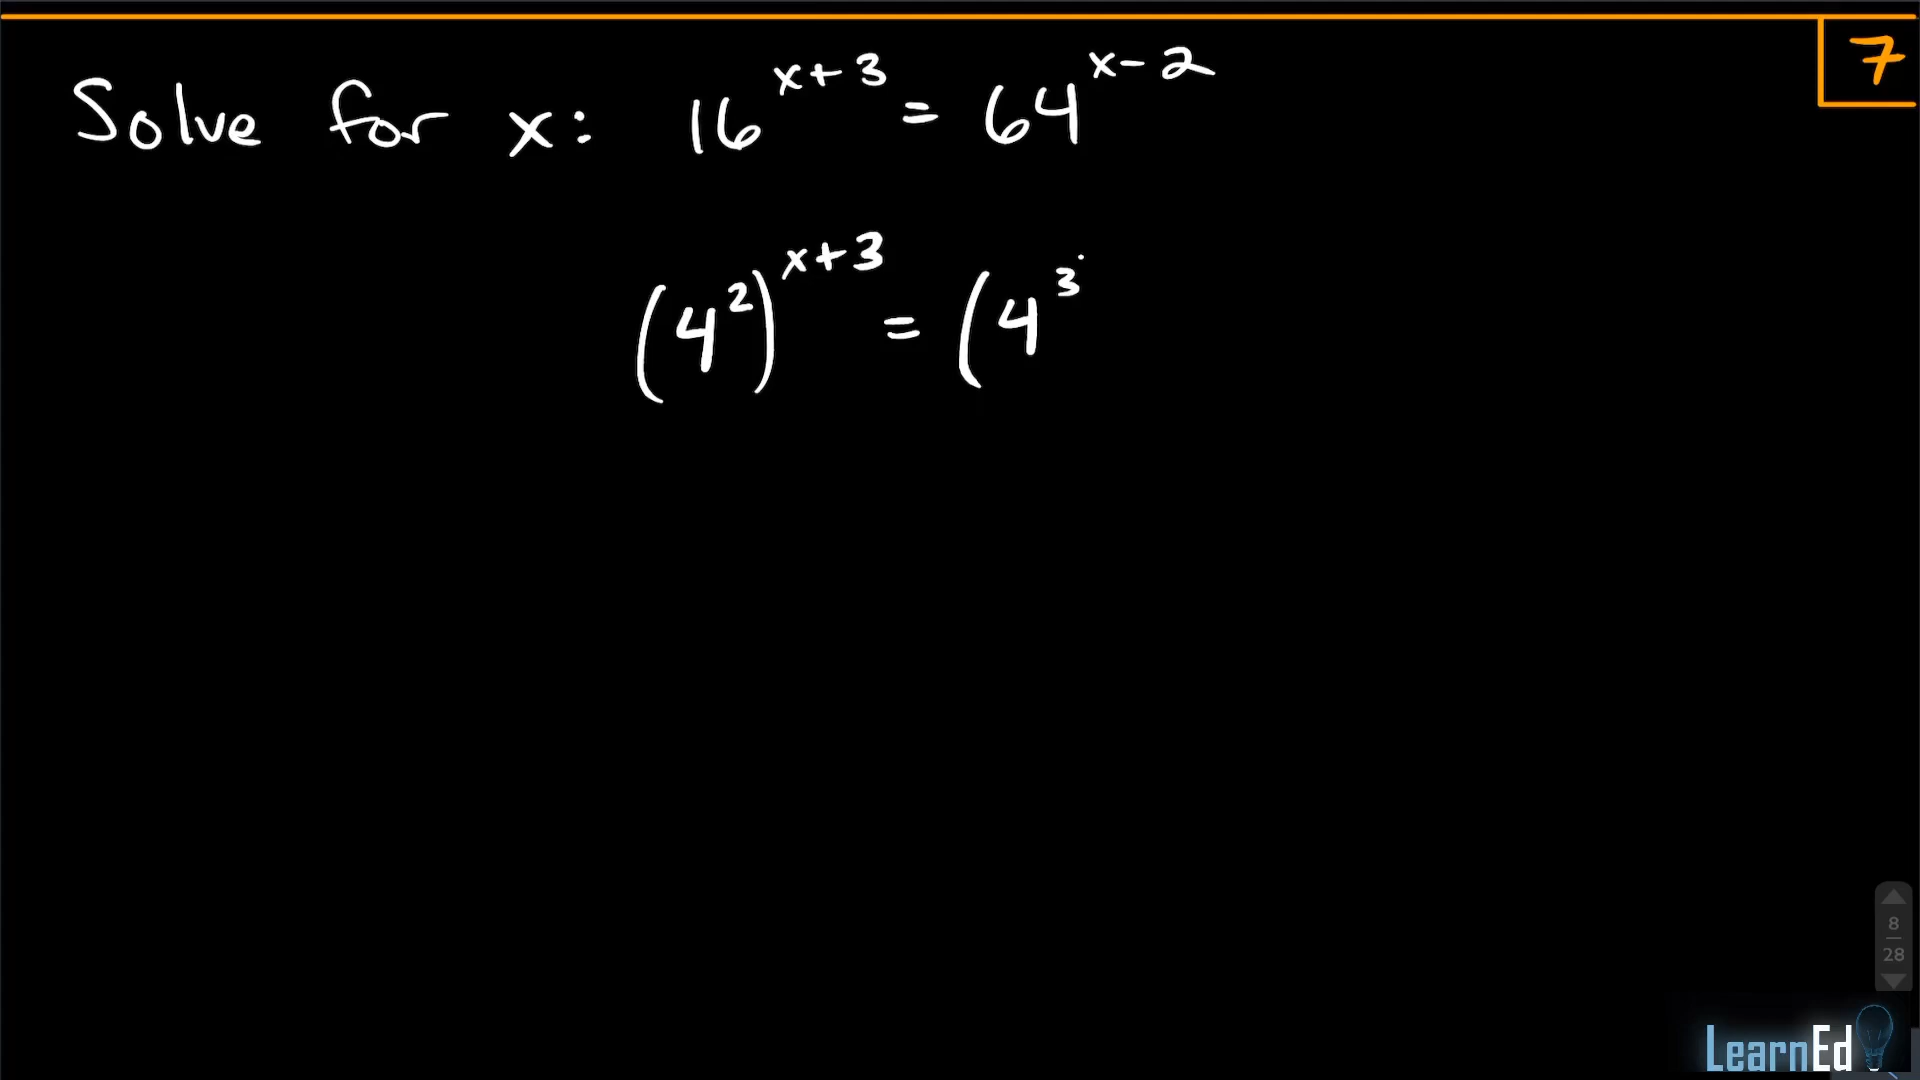 Solve for x: 16^{x+3} = 64^{x-2}
7
(4^2)^{x+3} = (4^3
8
28
LearnEd